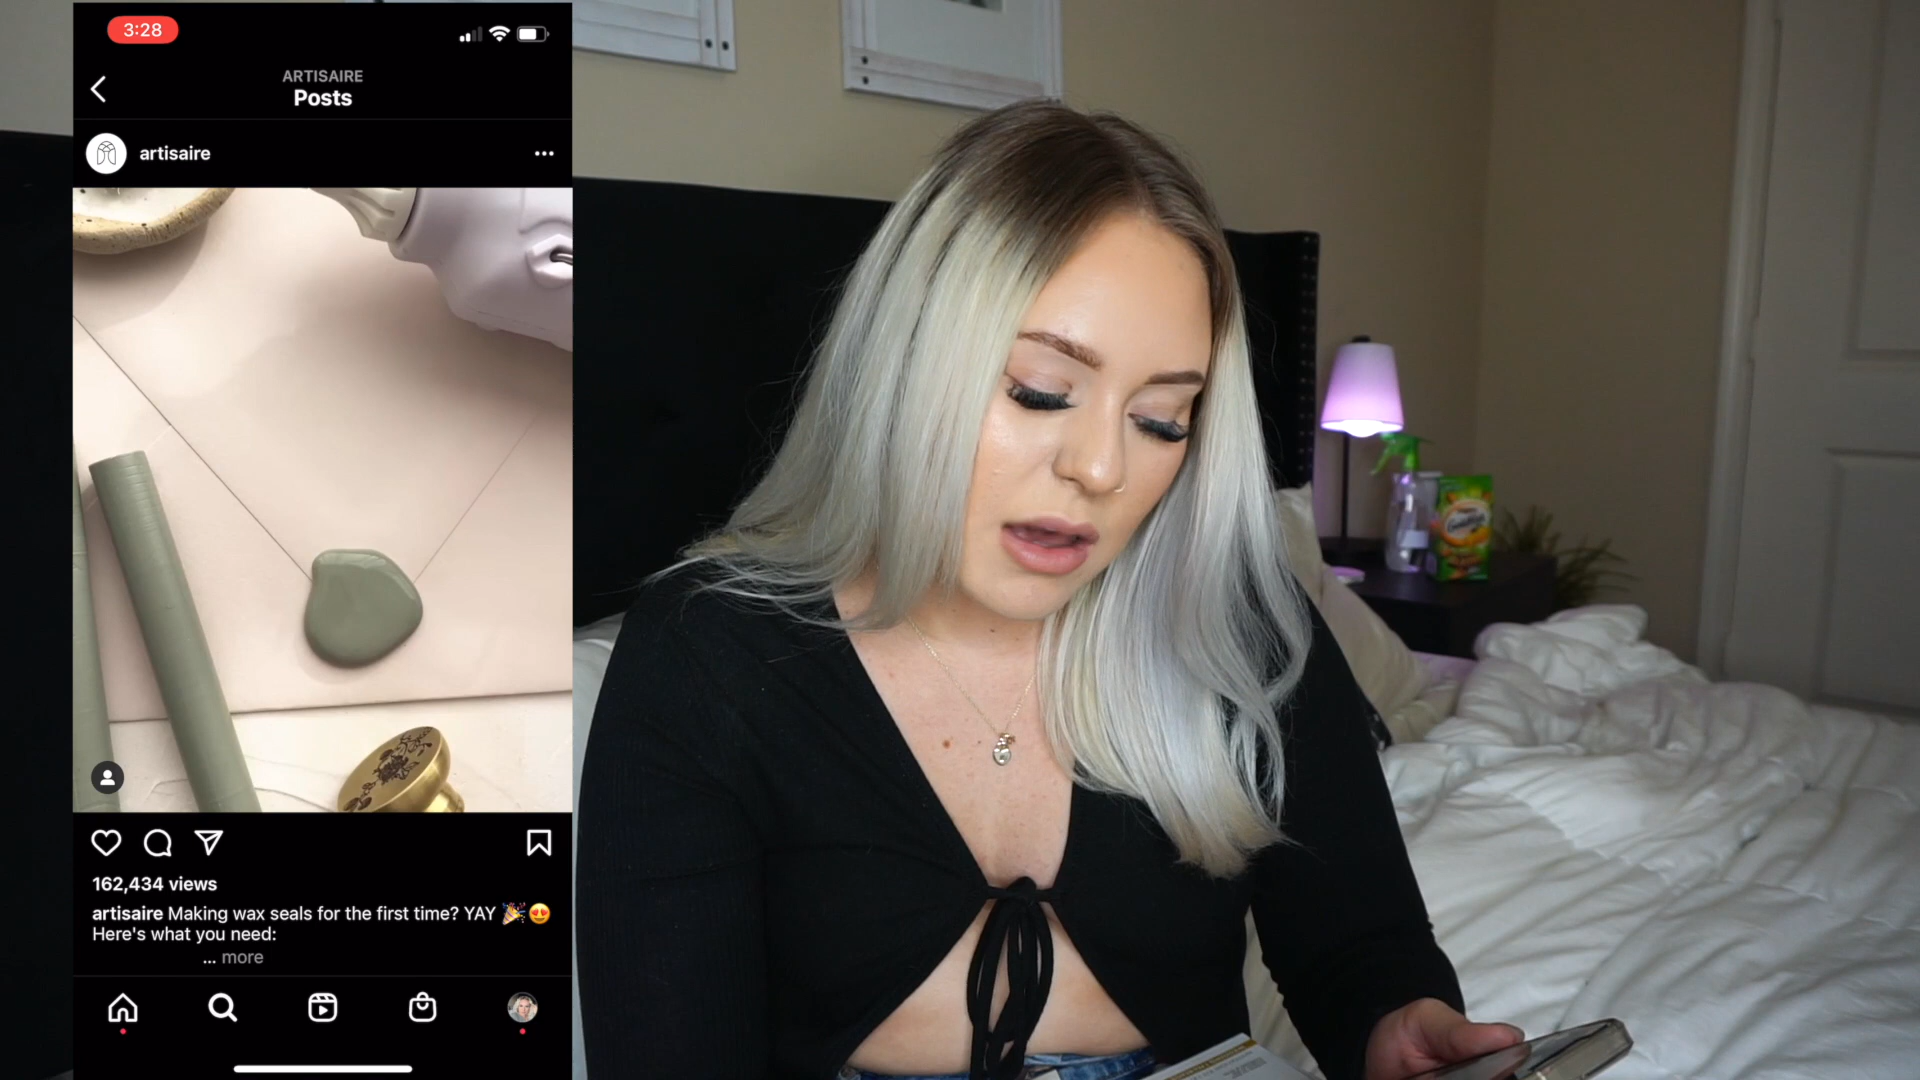 3:28
ARTISAIRE
Posts
artisaire
162,434 views
artisaire Making wax seals for the first time? YAY 🎉😍
Here's what you need:
... more
Goldfish